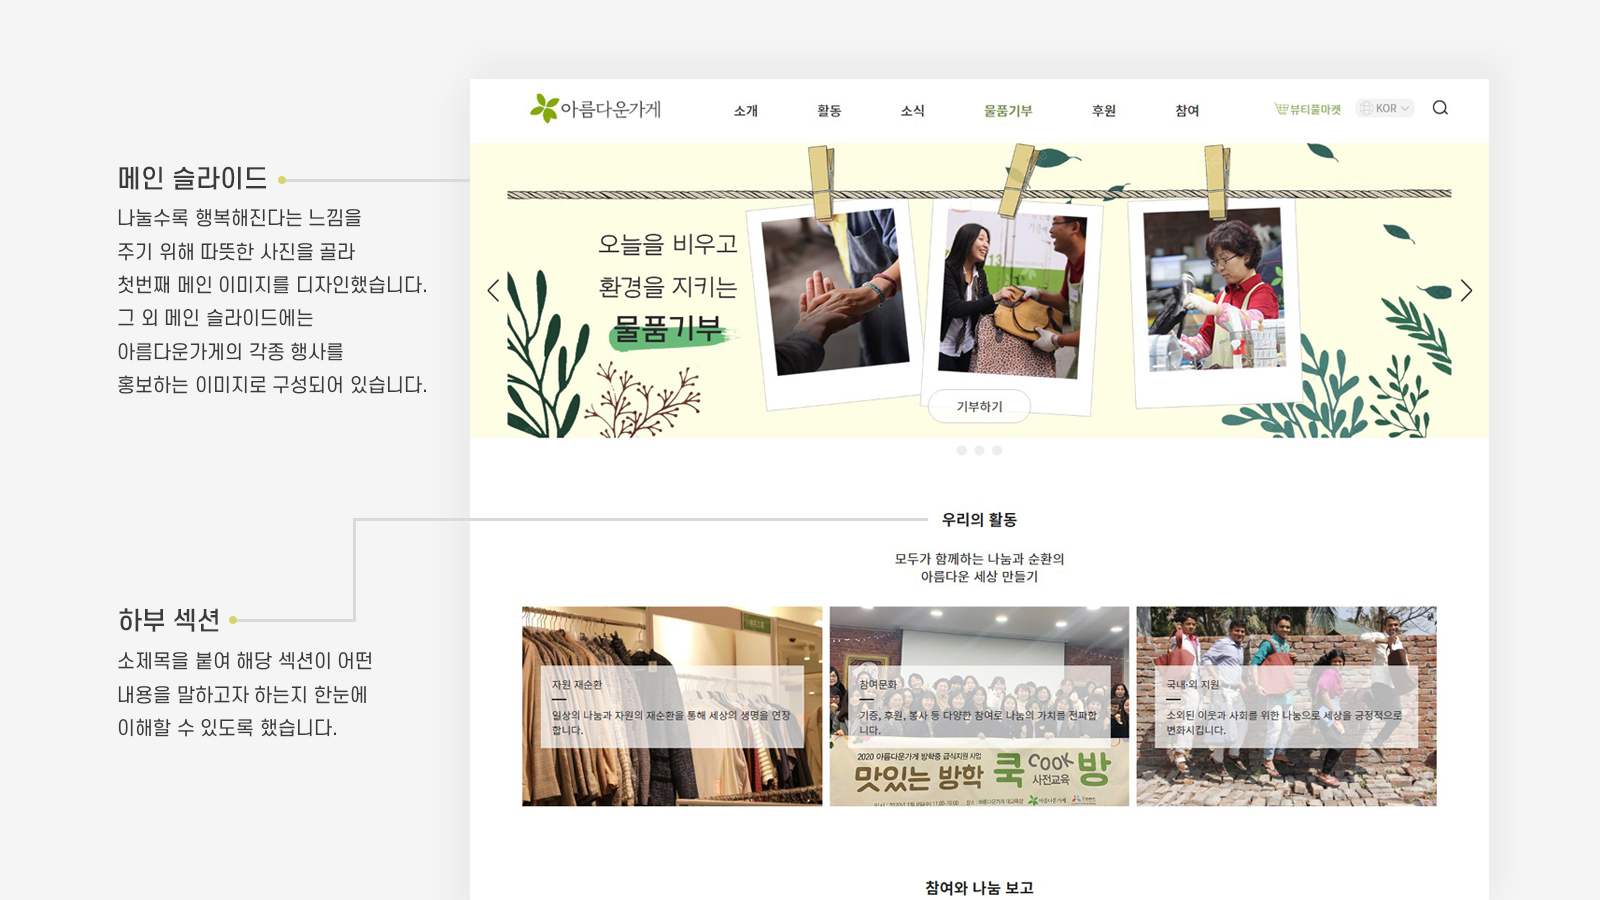 메인 슬라이드
나눌수록 행복해진다는 느낌을
주기 위해 따뜻한 사진을 골라
첫번째 메인 이미지를 디자인했습니다.
그 외 메인 슬라이드에는
아름다운가게의 각종 행사를
홍보하는 이미지로 구성되어 있습니다.
하부 섹션
소제목을 붙여 해당 섹션이 어떤
내용을 말하고자 하는지 한눈에
이해할 수 있도록 했습니다.
아름다운가게 소개 활동 소식 물품기부 후원 참여 뷰티풀마켓 KOR
오늘을 비우고
환경을 지키는
물품기부
13
기부하기
우리의 활동
모두가 함께하는 나눔과 순환의
아름다운 세상 만들기
자원 재순환
일상의 나눔과 자원의 재순환을 통해 세상의 생명을 연장
합니다.
참여문화
기증, 후원, 봉사 등 다양한 참여로 나눔의 가치를 전파합
니다.
2020 아름다운가게 방학중 급식지원 사업
맛있는 방학 쿡 COOK 방
사전교육
아름다운가게
국내·외 지원
소외된 이웃과 사회를 위한 나눔으로 세상을 긍정적으로
변화시킵니다.
참여와 나눔 보고